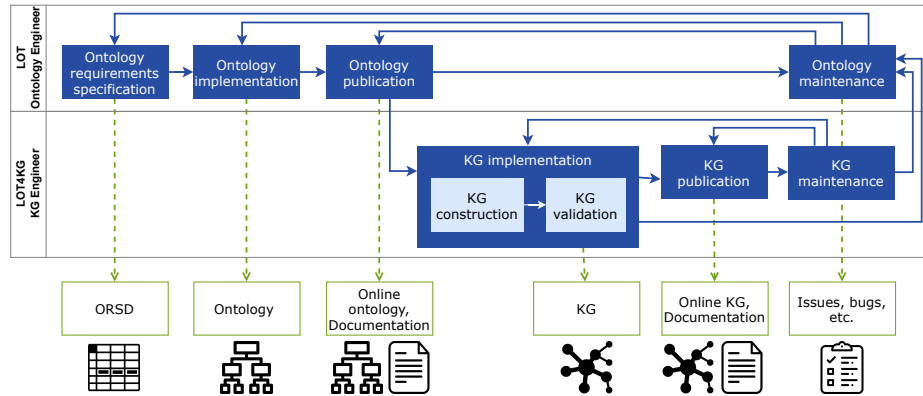 LOT
Ontology Engineer
Ontology
requirements
specification
Ontology
implementation
Ontology
publication
Ontology
maintenance
LOT4KG
KG Engineer
KG implementation
KG
construction
KG
validation
KG
publication
KG
maintenance
ORSD
Ontology
Online
ontology,
Documentation
KG
Online KG,
Documentation
Issues, bugs,
etc.